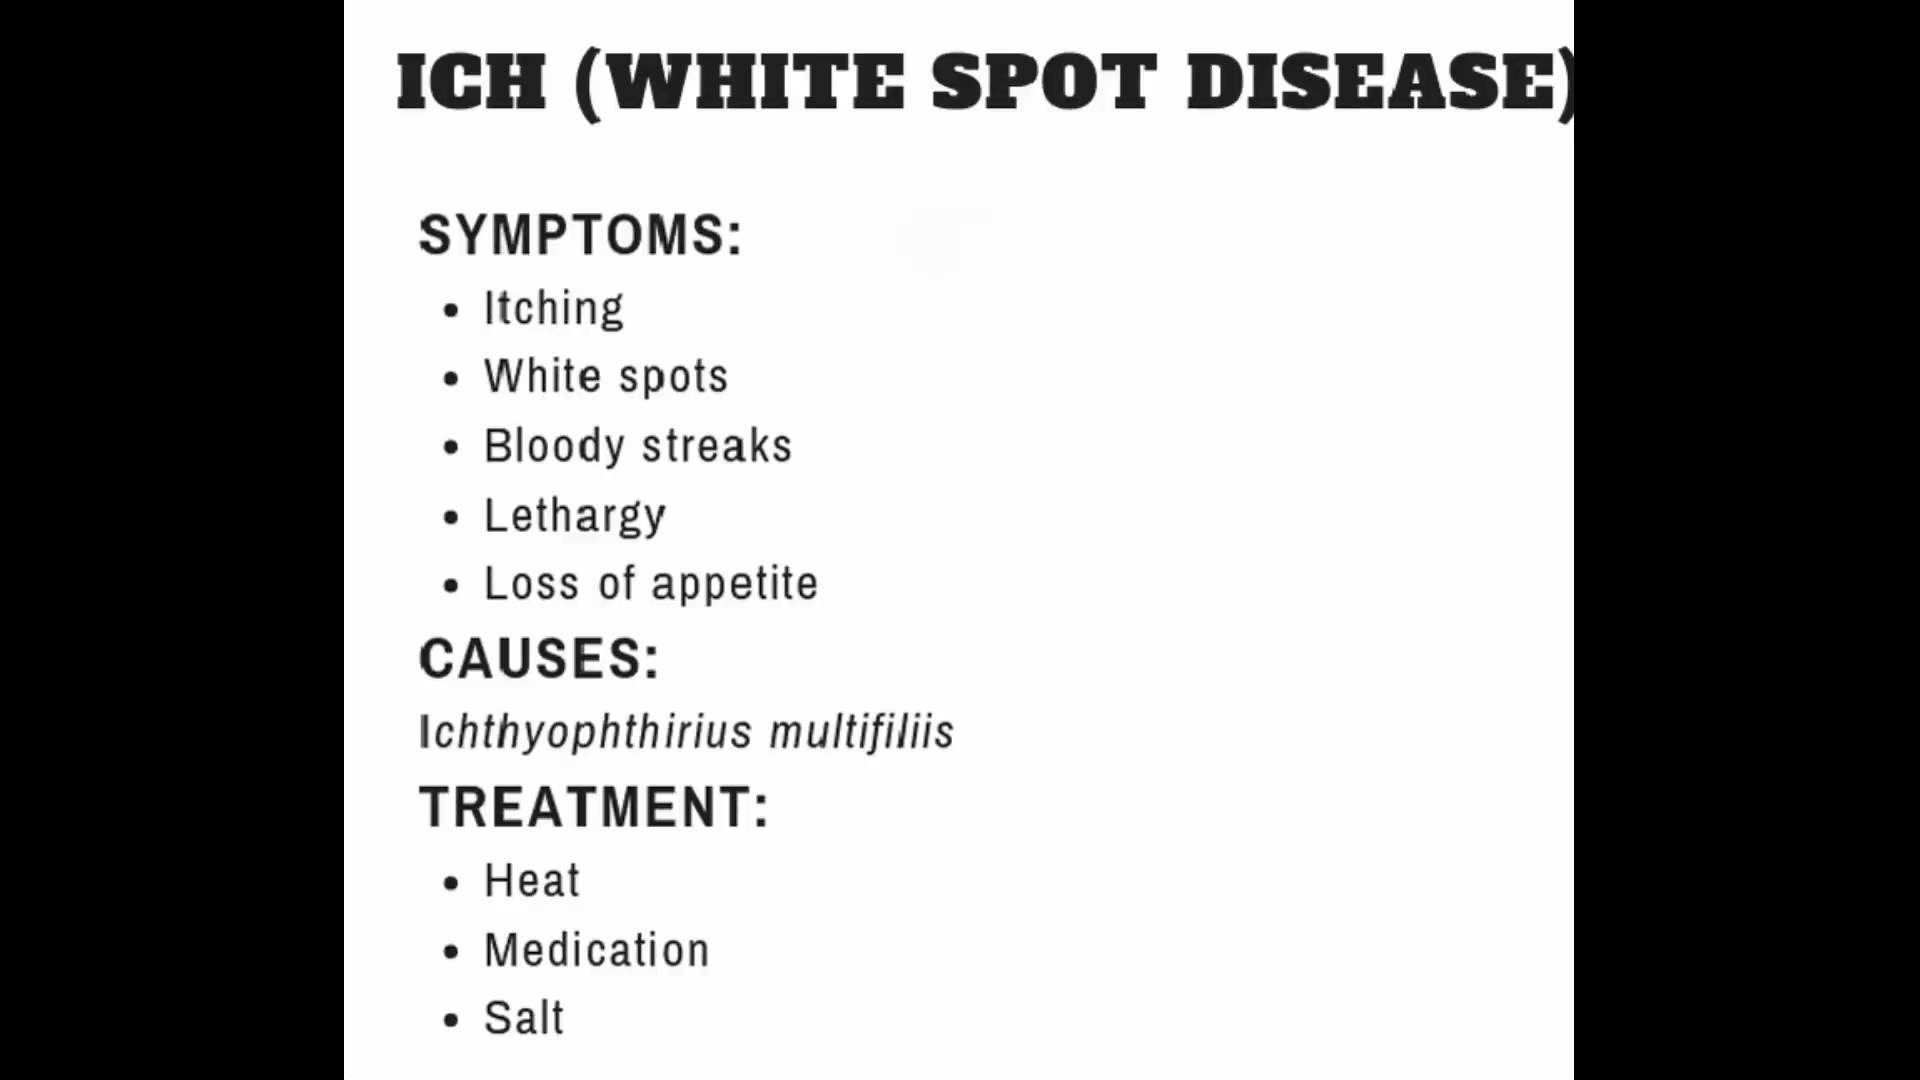 ICH (WHITE SPOT DISEASE)
SYMPTOMS:
• Itching
• White spots
• Bloody streaks
• Lethargy
• Loss of appetite
CAUSES:
Ichthyophthirius multifiliis
TREATMENT:
• Heat
• Medication
• Salt